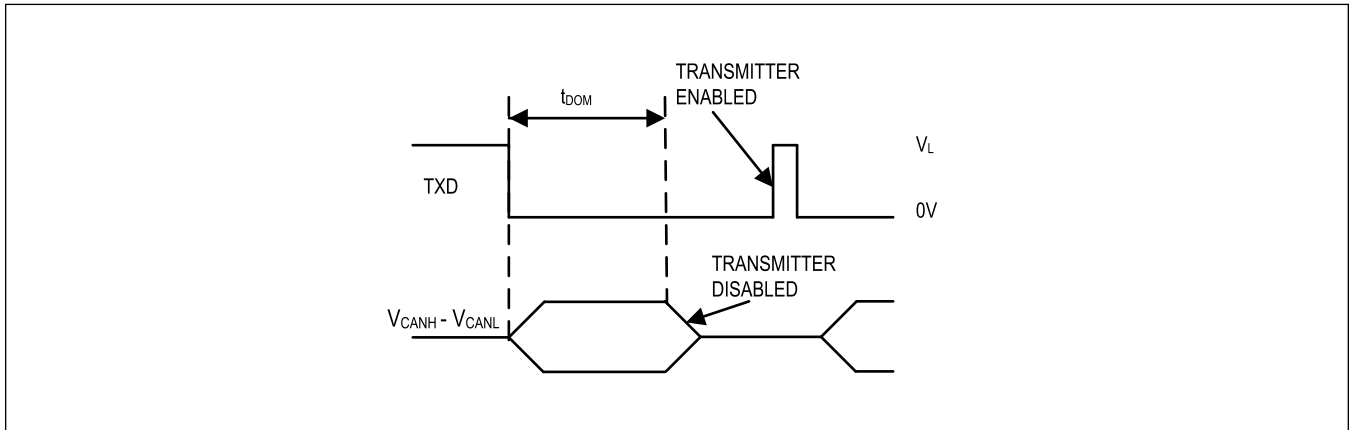 TRANSMITTER
ENABLED
tDOM
VL
TXD
0V
TRANSMITTER
DISABLED
VCANH - VCANL